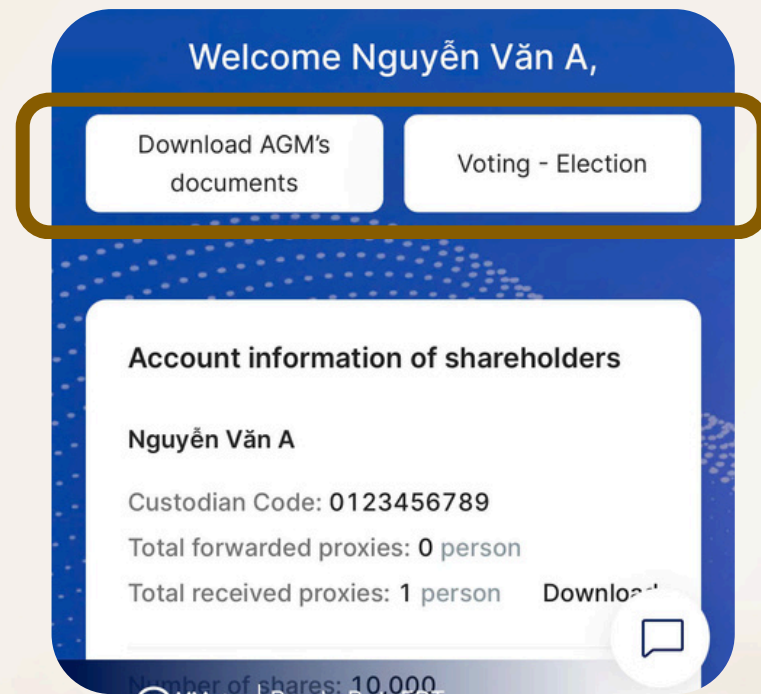 Welcome Nguyễn Văn A,
Download AGM's
documents
Voting - Election
Account information of shareholders
Nguyễn Văn A
Custodian Code: 0123456789
Total forwarded proxies: 0 person
Total received proxies: 1 person Download
Number of shares: 10,000